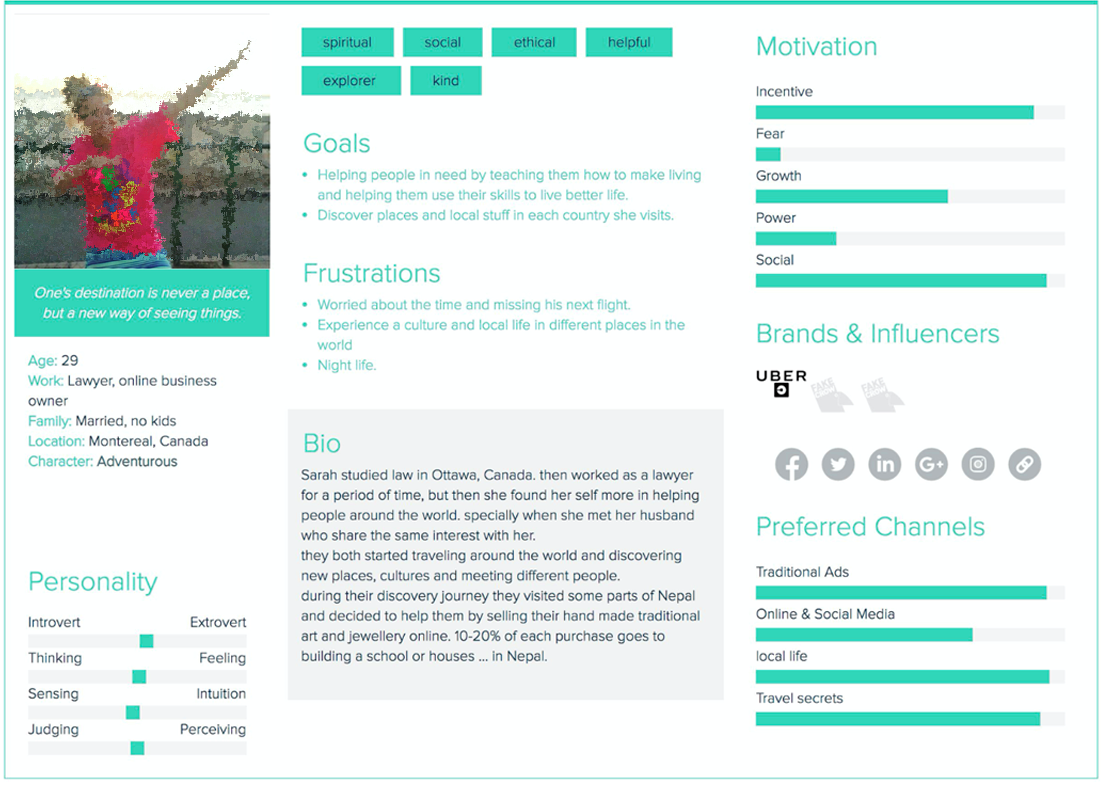 One's destination is never a place,
but a new way of seeing things.
Age: 29
Work: Lawyer, online business
owner
Family: Married, no kids
Location: Montereal, Canada
Character: Adventurous
Personality
Introvert Extrovert
Thinking Feeling
Sensing Intuition
Judging Perceiving
spiritual social ethical helpful
explorer kind
Goals
• Helping people in need by teaching them how to make living
and helping them use their skills to live better life.
• Discover places and local stuff in each country she visits.
Frustrations
• Worried about the time and missing his next flight.
• Experience a culture and local life in different places in the
world
• Night life.
Bio
Sarah studied law in Ottawa, Canada. then worked as a lawyer
for a period of time, but then she found her self more in helping
people around the world. specially when she met her husband
who share the same interest with her.
they both started traveling around the world and discovering
new places, cultures and meeting different people.
during their discovery journey they visited some parts of Nepal
and decided to help them by selling their hand made traditional
art and jewellery online. 10-20% of each purchase goes to
building a school or houses ... in Nepal.
Motivation
Incentive
Fear
Growth
Power
Social
Brands & Influencers
UBER
FAKE
FAKE
Preferred Channels
Traditional Ads
Online & Social Media
local life
Travel secrets